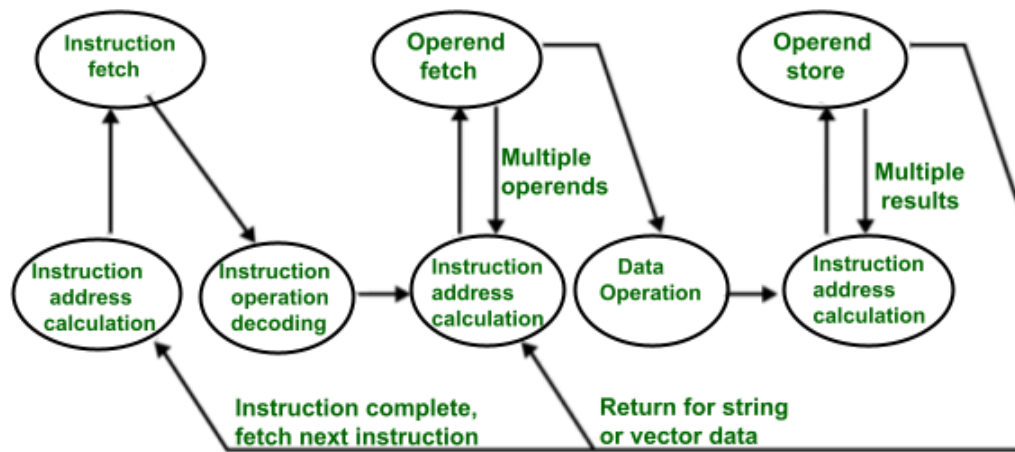 Instruction
fetch
Operend
fetch
Operend
store
Multiple
operends
Multiple
results
Instruction
address
calculation
Instruction
operation
decoding
Instruction
address
calculation
Data
Operation
Instruction
address
calculation
Instruction complete,
fetch next instruction
Return for string
or vector data